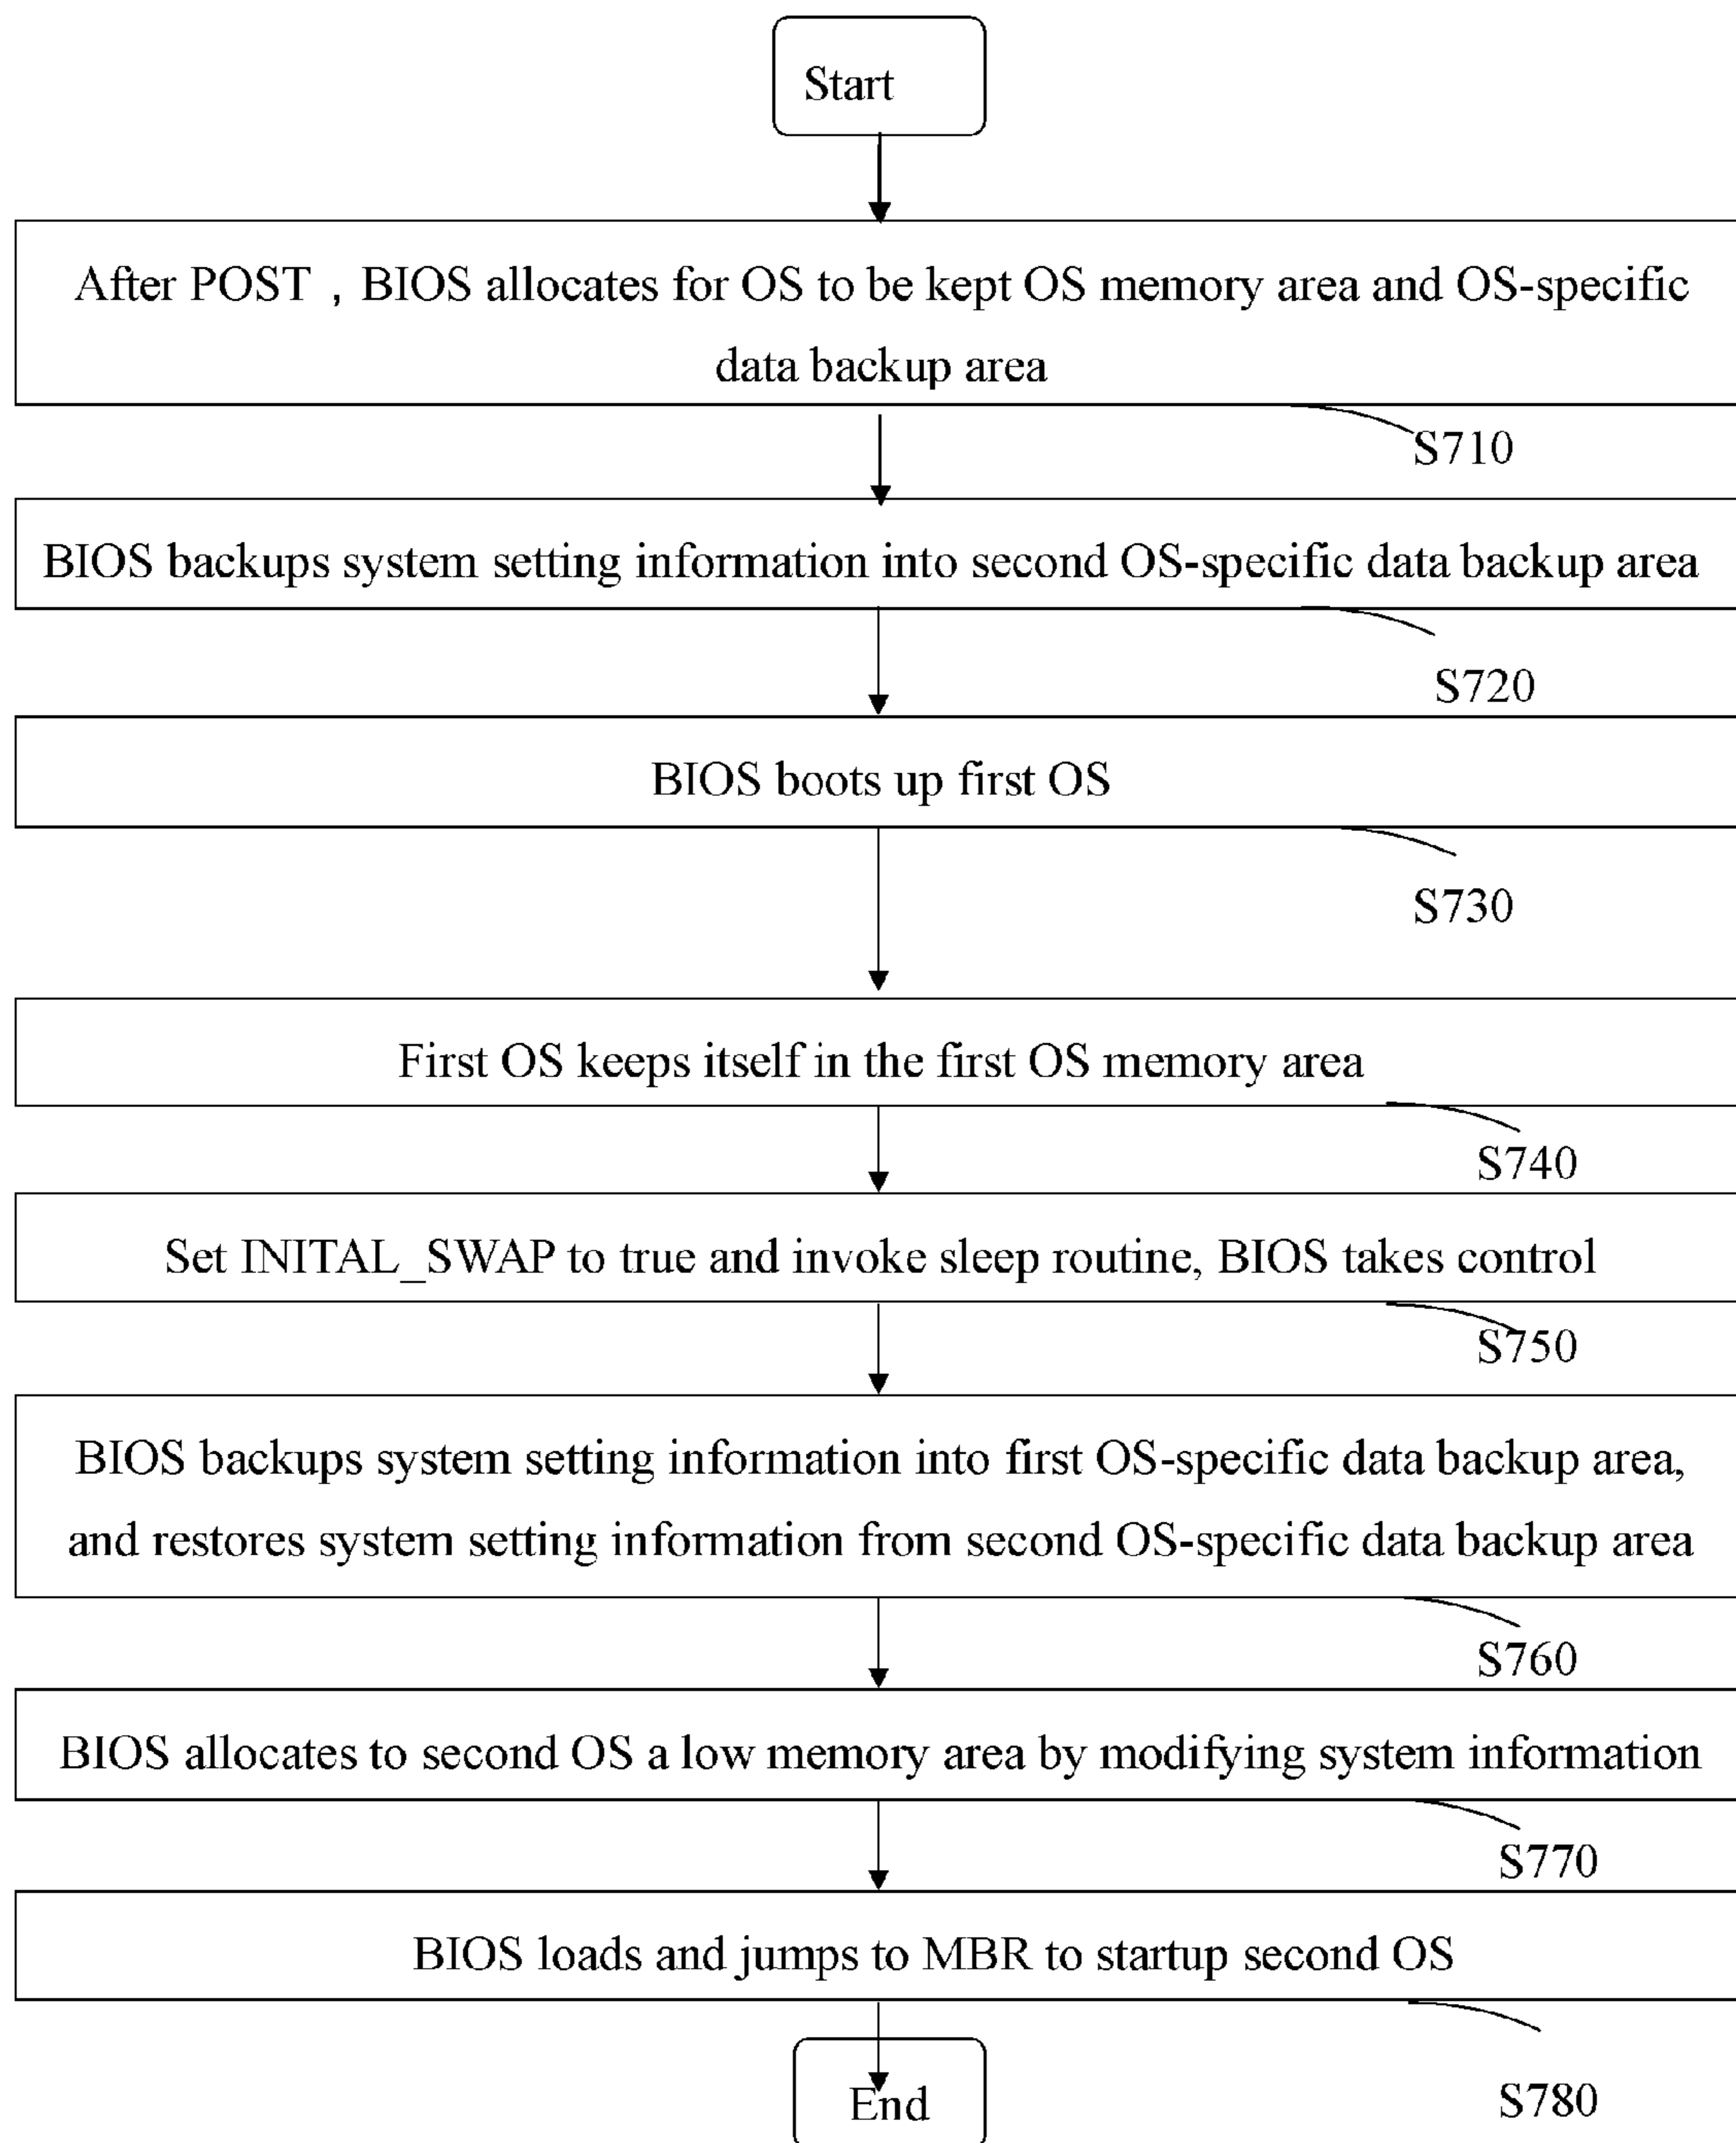 Start
After POST , BIOS allocates for OS to be kept OS memory area and OS-specific
data backup area
S710
BIOS backups system setting information into second OS-specific data backup area
S720
BIOS boots up first OS
S730
First OS keeps itself in the first OS memory area
S740
Set INITAL_SWAP to true and invoke sleep routine, BIOS takes control
S750
BIOS backups system setting information into first OS-specific data backup area,
and restores system setting information from second OS-specific data backup area
S760
BIOS allocates to second OS a low memory area by modifying system information
S770
BIOS loads and jumps to MBR to startup second OS
S780
End